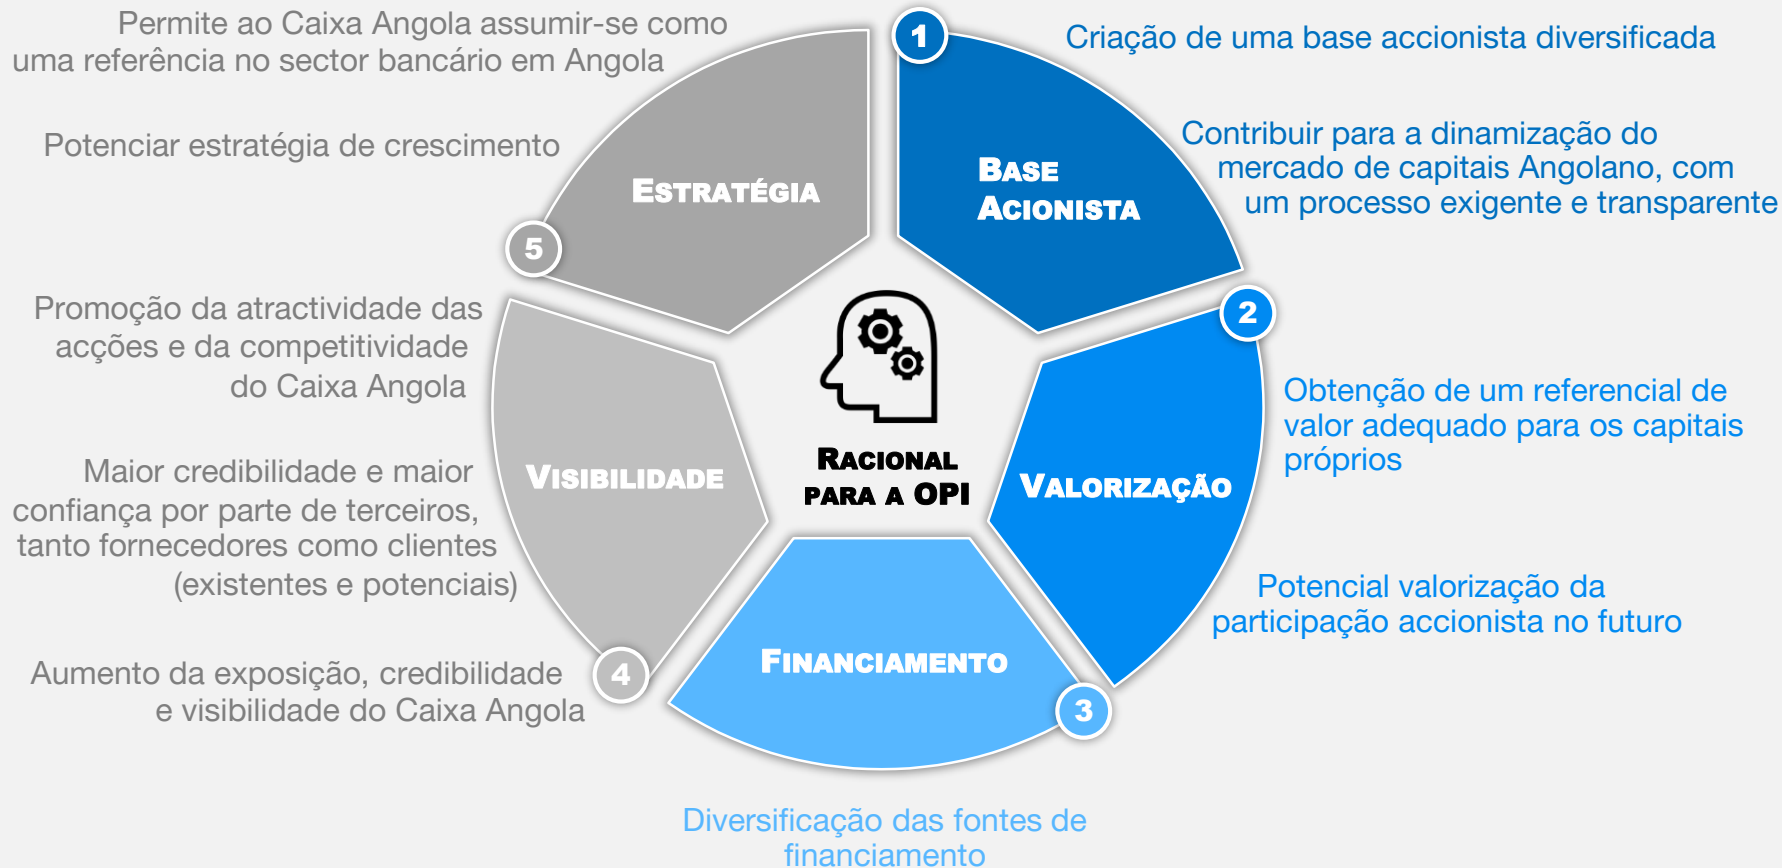 1
Criação de uma base accionista diversificada
Contribuir para a dinamização do
mercado de capitais Angolano, com
um processo exigente e transparente
BASE
ACIONISTA
2
Obtenção de um referencial de
valor adequado para os capitais
próprios
VALORIZAÇÃO
Potencial valorização da
participação accionista no futuro
3
FINANCIAMENTO
Diversificação das fontes de
financiamento
4
VISIBILIDADE
Promoção da atractividade das
acções e da competitividade
do Caixa Angola
Maior credibilidade e maior
confiança por parte de terceiros,
tanto fornecedores como clientes
(existentes e potenciais)
Aumento da exposição, credibilidade
e visibilidade do Caixa Angola
5
ESTRATÉGIA
Permite ao Caixa Angola assumir-se como
uma referência no sector bancário em Angola
Potenciar estratégia de crescimento
RACIONAL
PARA A OPI